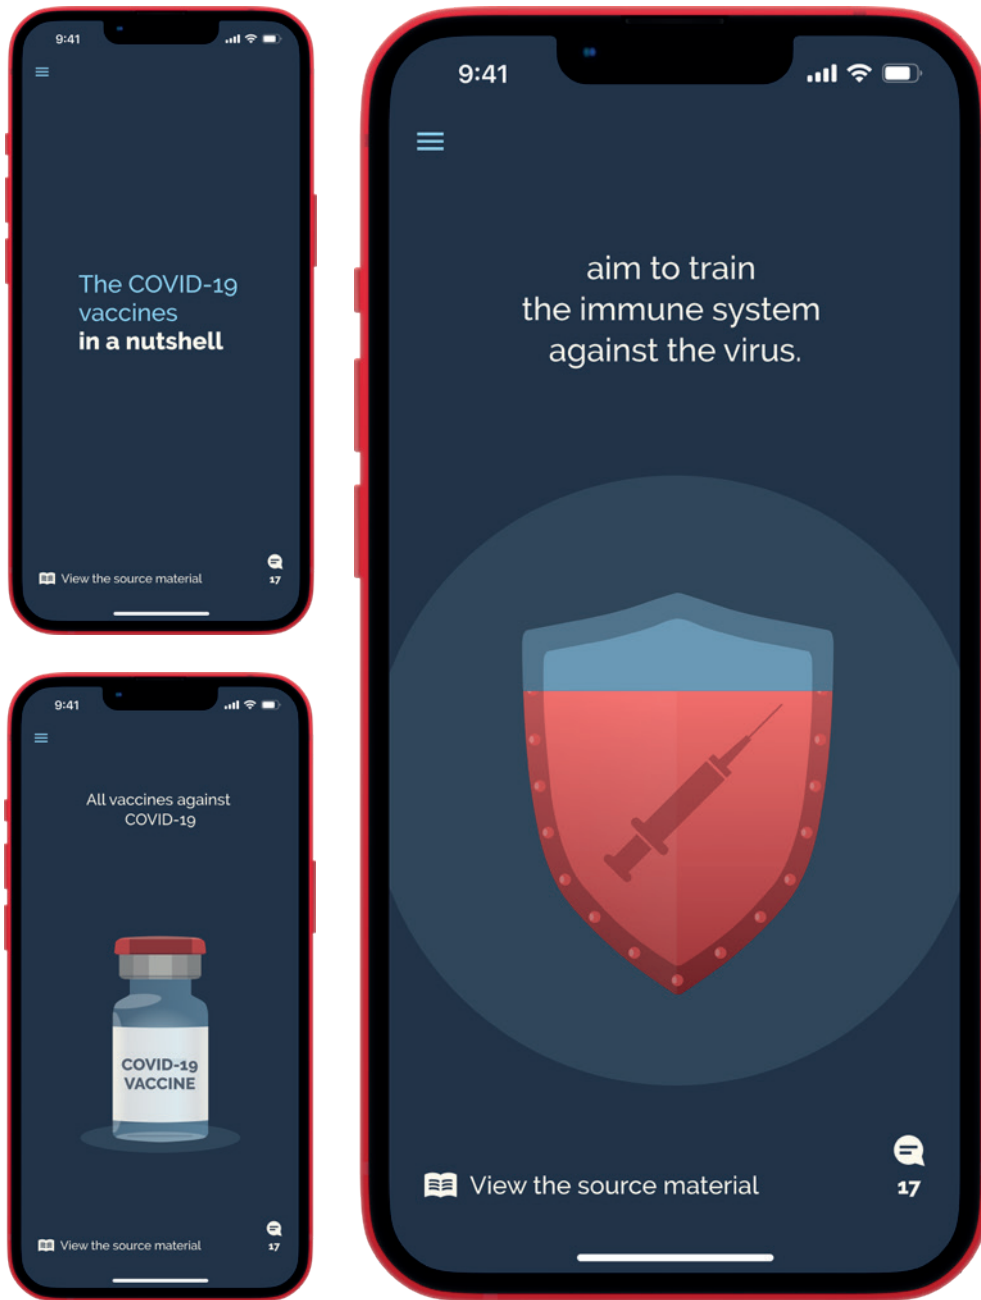 9:41
The COVID-19
vaccines
in a nutshell
View the source material
17
9:41
All vaccines against
COVID-19
COVID-19
VACCINE
View the source material
17
9:41
aim to train
the immune system
against the virus.
View the source material
17